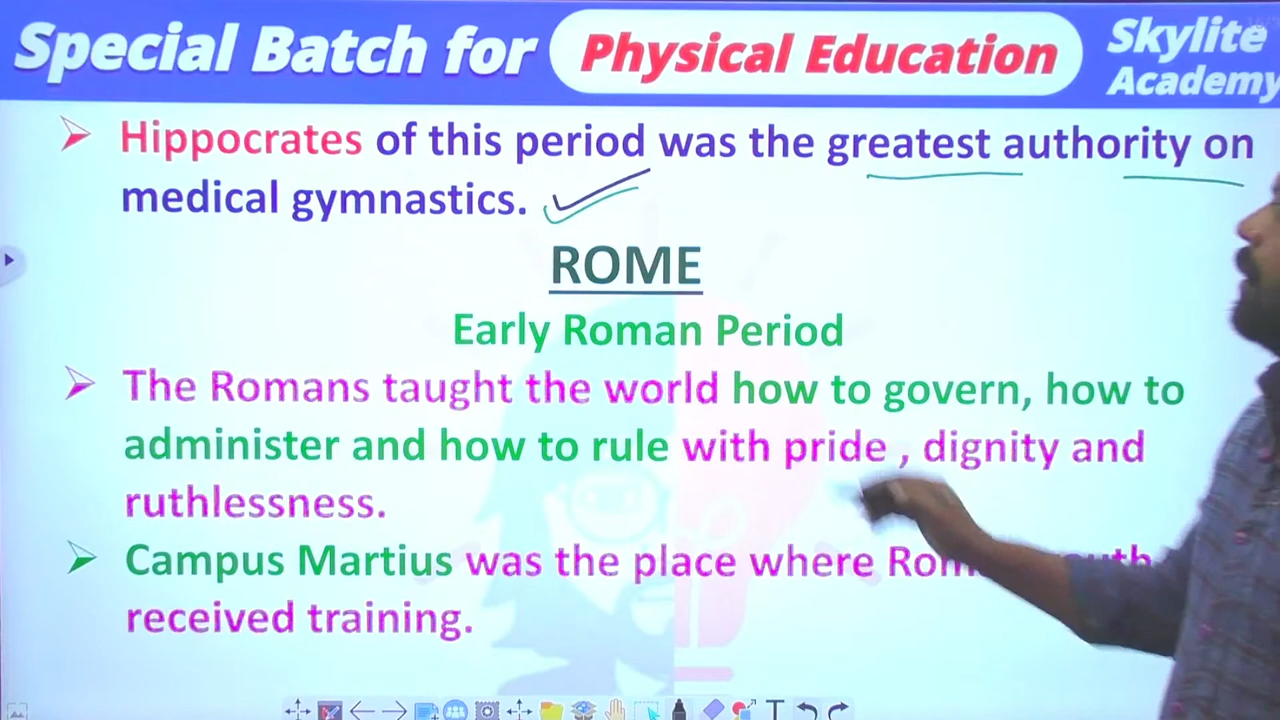 Special Batch for Physical Education Skylite Academy
Hippocrates of this period was the greatest authority on
medical gymnastics.
ROME
Early Roman Period
The Romans taught the world how to govern, how to
administer and how to rule with pride , dignity and
ruthlessness.
Campus Martius was the place where
received training.